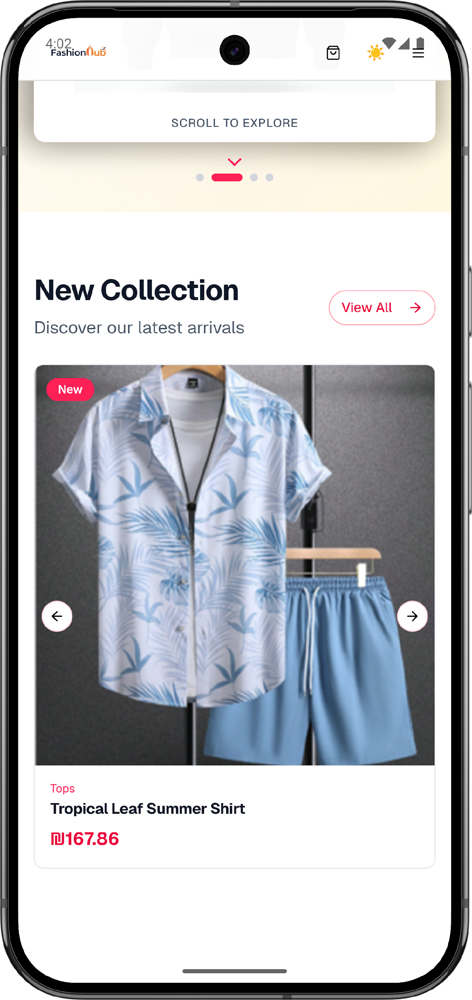 4:02
FashionHub
SCROLL TO EXPLORE
New Collection
View All
Discover our latest arrivals
New
Tops
Tropical Leaf Summer Shirt
₪167.86